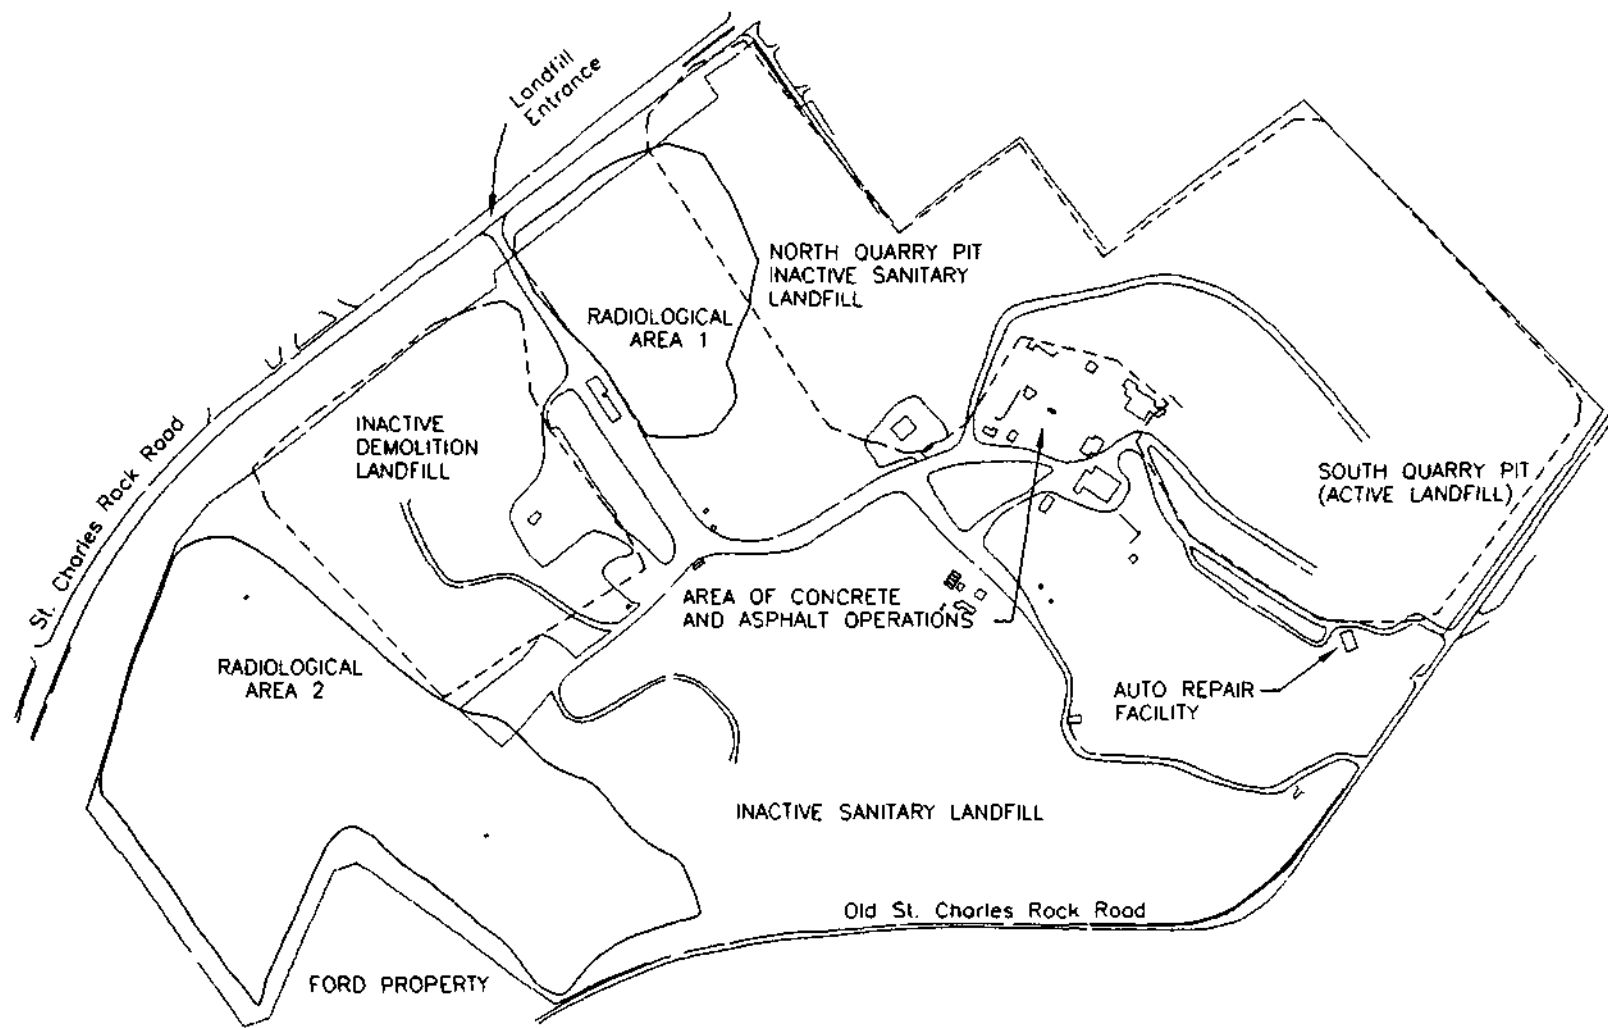 Landfill
Entrance
NORTH QUARRY PIT
INACTIVE SANITARY
LANDFILL
RADIOLOGICAL
AREA 1
INACTIVE
DEMOLITION
LANDFILL
St. Charles Rock Road
SOUTH QUARRY PIT
(ACTIVE LANDFILL)
AREA OF CONCRETE
AND ASPHALT OPERATIONS
RADIOLOGICAL
AREA 2
AUTO REPAIR
FACILITY
INACTIVE SANITARY LANDFILL
Old St. Charles Rock Road
FORD PROPERTY